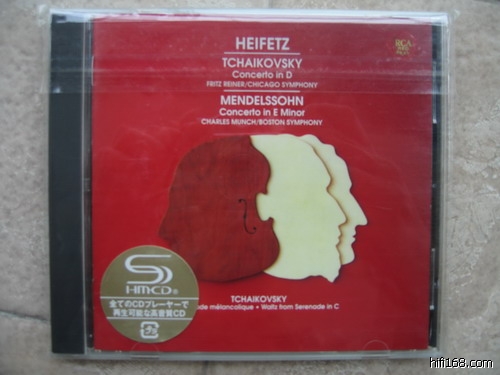 HEIFETZ
TCHAIKOVSKY
Concerto in D
FRITZ REINER/CHICAGO SYMPHONY
MENDELSSOHN
Concerto in E Minor
CHARLES MUNCH/BOSTON SYMPHONY
RCA
SHM-CD®
全てのCDプレーヤーで
再生可能な高音質CD
TCHAIKOVSKY
mélancolique • Waltz from Serenade in C
hifi168.com